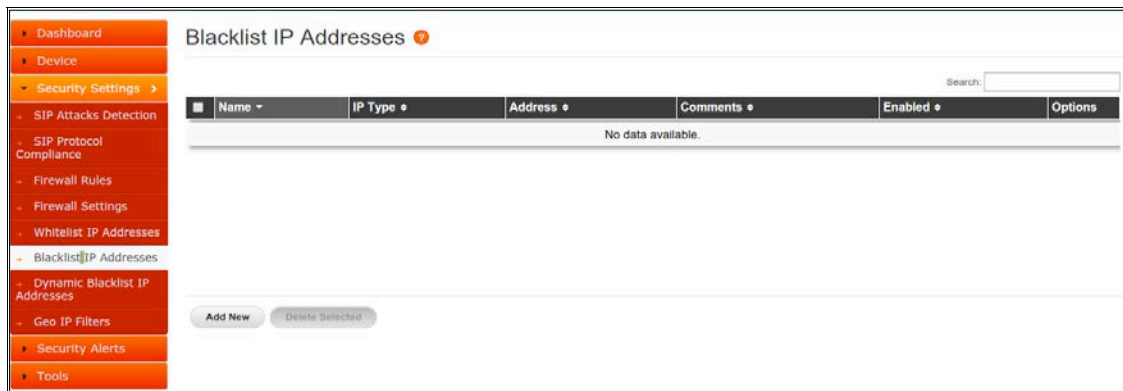 Dashboard
Device
Security Settings
SIP Attacks Detection
SIP Protocol
Compliance
Firewall Rules
Firewall Settings
Whitelist IP Addresses
Blacklist IP Addresses
Dynamic Blacklist IP
Addresses
Geo IP Filters
Security Alerts
Tools
Blacklist IP Addresses ?
Search:
Name IP Type Address Comments Enabled Options
No data available.
Add New Delete Selected